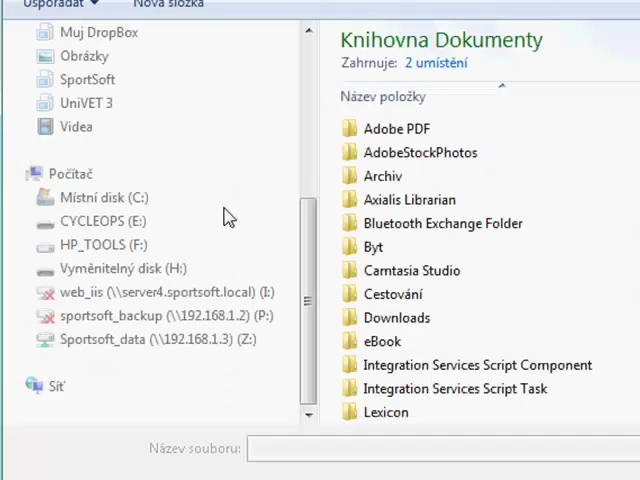 Uspořádat
Nová složka
Muj DropBox
Obrázky
SportSoft
UniVET 3
Videa
Počítač
Místní disk (C:)
CYCLEOPS (E:)
HP_TOOLS (F:)
Vyměnitelný disk (H:)
web_iis (\\server4.sportsoft.local) (I:)
sportsoft_backup (\\192.168.1.2) (P:)
Sportsoft_data (\\192.168.1.3) (Z:)
Síť
Knihovna Dokumenty
Zahrnuje: 2 umístění
Název položky
Adobe PDF
AdobeStockPhotos
Archiv
Axialis Librarian
Bluetooth Exchange Folder
Byt
Camtasia Studio
Cestování
Downloads
eBook
Integration Services Script Component
Integration Services Script Task
Lexicon
Název souboru: